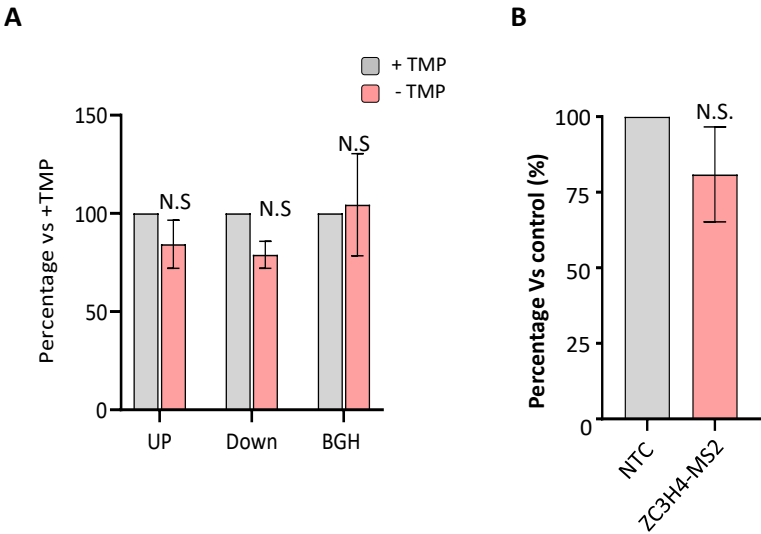 A
+ TMP
- TMP
Percentage vs +TMP
150
100
50
0
N.S
N.S
N.S
UP
Down
BGH
B
Percentage Vs control (%)
100
75
50
25
0
N.S.
NTC
ZC3H4-MS2